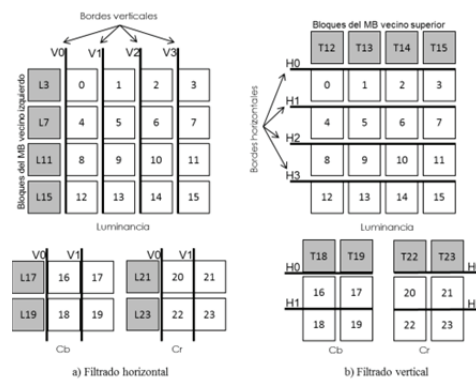 Bordes verticales
V0 V1 V2 V3
Bloques del MB vecino izquierdo
L3 0 1 2 3
L7 4 5 6 7
L11 8 9 10 11
L15 12 13 14 15
Luminancia
V0 V1
L17 16 17
L19 18 19
Cb
V0 V1
L21 20 21
L23 22 23
Cr
a) Filtrado horizontal
Bloques del MB vecino superior
T12 T13 T14 T15
Bordes horizontales
H0
0 1 2 3
H1
4 5 6 7
H2
8 9 10 11
H3
12 13 14 15
Luminancia
T18 T19
H0
16 17
H1
18 19
Cb
T22 T23
H
20 21
H
22 23
Cr
b) Filtrado vertical